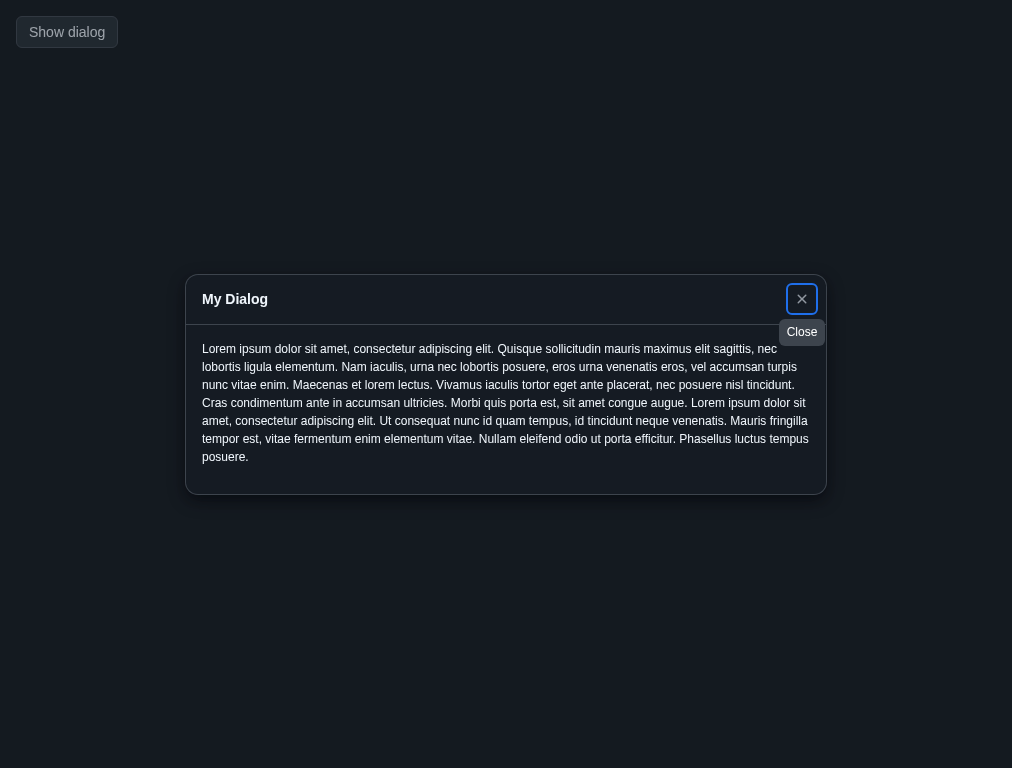 Show dialog
My Dialog
Close
Lorem ipsum dolor sit amet, consectetur adipiscing elit. Quisque sollicitudin mauris maximus elit sagittis, nec
lobortis ligula elementum. Nam iaculis, urna nec lobortis posuere, eros urna venenatis eros, vel accumsan turpis
nunc vitae enim. Maecenas et lorem lectus. Vivamus iaculis tortor eget ante placerat, nec posuere nisl tincidunt.
Cras condimentum ante in accumsan ultricies. Morbi quis porta est, sit amet congue augue. Lorem ipsum dolor sit
amet, consectetur adipiscing elit. Ut consequat nunc id quam tempus, id tincidunt neque venenatis. Mauris fringilla
tempor est, vitae fermentum enim elementum vitae. Nullam eleifend odio ut porta efficitur. Phasellus luctus tempus
posuere.